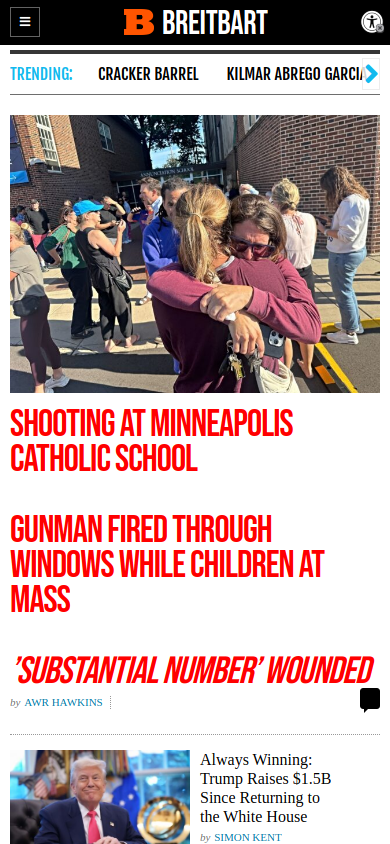 BREITBART
TRENDING: CRACKER BARREL KILMAR ABREGO GARCIA
ANNUNCIATION SCHOOL
SHOOTING AT MINNEAPOLIS
CATHOLIC SCHOOL
GUNMAN FIRED THROUGH
WINDOWS WHILE CHILDREN AT
MASS
'SUBSTANTIAL NUMBER' WOUNDED
by AWR HAWKINS
Always Winning:
Trump Raises $1.5B
Since Returning to
the White House
by SIMON KENT